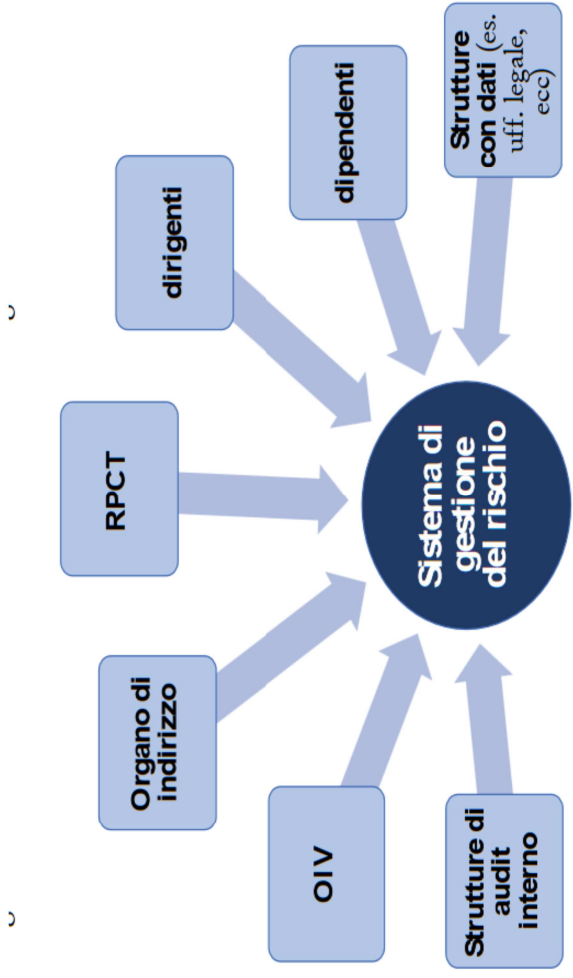 Strutture di
audit
interno
OIV
Organo di
indirizzo
RPCT
dirigenti
dipendenti
Strutture
con dati (es.
uff. legale,
ecc)
Sistema di
gestione
del rischio